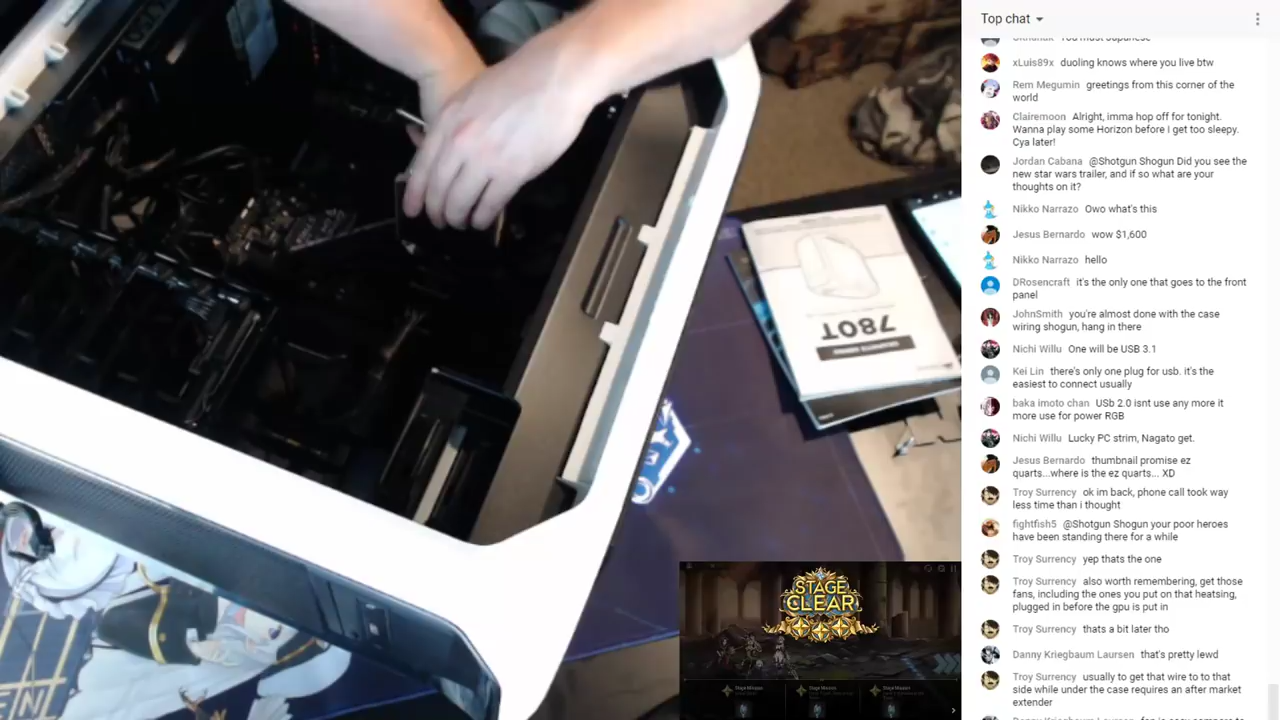 Top chat
You must Japanese
xLuis89x duoling knows where you live btw
Rem Megumin greetings from this corner of the
world
Clairemoon Alright, imma hop off for tonight.
Wanna play some Horizon before I get too sleepy.
Cya later!
Jordan Cabana @Shotgun Shogun Did you see the
new star wars trailer, and if so what are your
thoughts on it?
Nikko Narrazo Owo what's this
Jesus Bernardo wow $1,600
Nikko Narrazo hello
DRosencraft it's the only one that goes to the front
panel
JohnSmith you're almost done with the case
wiring shogun, hang in there
Nichi Willu One will be USB 3.1
Kei Lin there's only one plug for usb. it's the
easiest to connect usually
baka imoto chan USb 2.0 isnt use any more it
more use for power RGB
Nichi Willu Lucky PC strim, Nagato get.
Jesus Bernardo thumbnail promise ez
quarts...where is the ez quarts... XD
Troy Surrency ok im back, phone call took way
less time than i thought
fightfish5 @Shotgun Shogun your poor heroes
have been standing there for a while
Troy Surrency yep thats the one
Troy Surrency also worth remembering, get those
fans, including the ones you put on that heatsing,
plugged in before the gpu is put in
Troy Surrency thats a bit later tho
Danny Kriegbaum Laursen that's pretty lewd
Troy Surrency usually to get that wire to to that
side while under the case requires an after market
extender
780T
STAGE
CLEAR